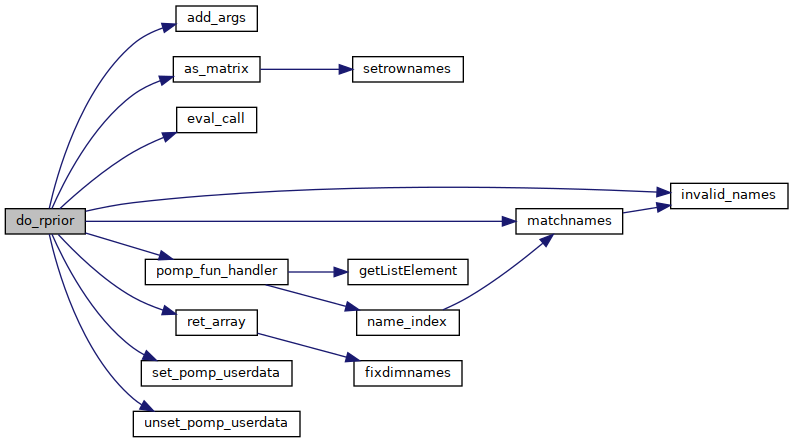 add_args
as_matrix
setrownames
eval_call
invalid_names
do_rprior
matchnames
pomp_fun_handler
getListElement
ret_array
name_index
set_pomp_userdata
fixdimnames
unset_pomp_userdata